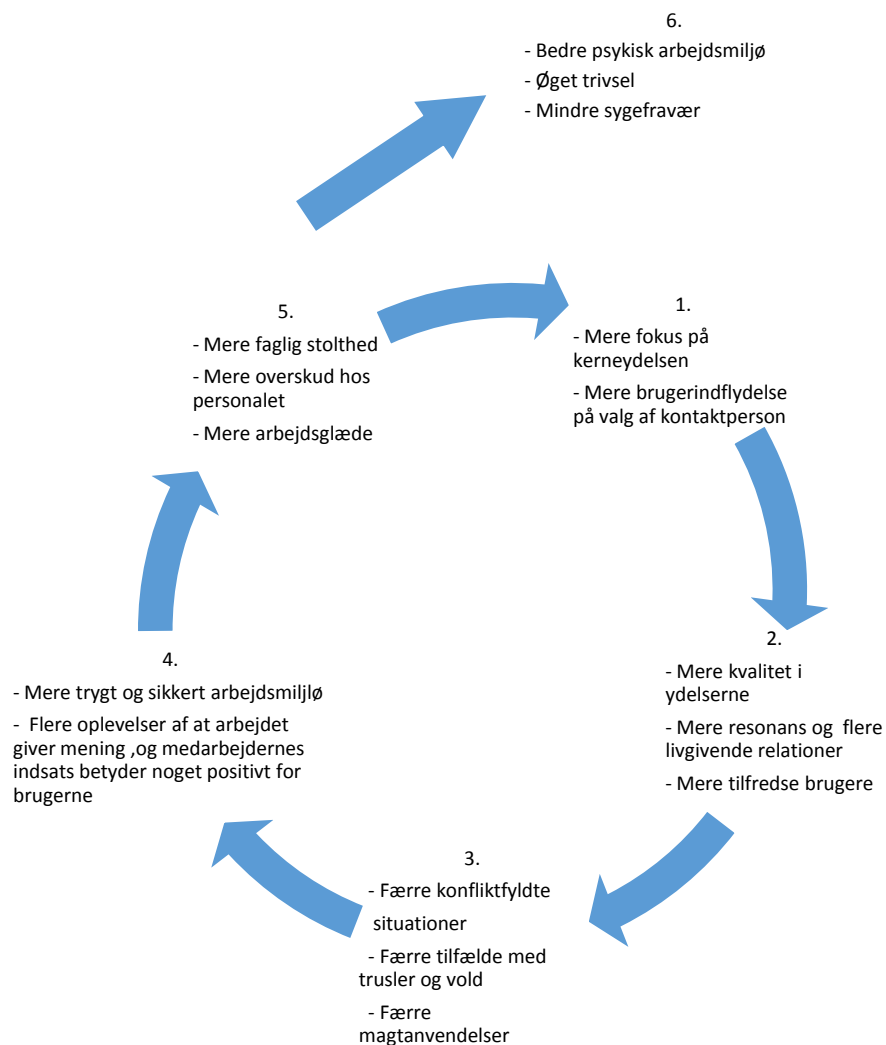 6.
- Bedre psykisk arbejdsmiljø
- Øget trivsel
- Mindre sygefravær
5.
- Mere faglig stolthed
- Mere overskud hos
personalet
- Mere arbejdsglæde
1.
- Mere fokus på
kerneydelsen
- Mere brugerindflydelse
på valg af kontaktperson
2.
- Mere kvalitet i
ydelserne
- Mere resonans og  flere
livgivende relationer
- Mere tilfredse brugere
3.
- Færre konfliktfyldte
situationer
- Færre tilfælde med
trusler og vold
- Færre
magtanvendelser
4.
- Mere trygt og sikkert arbejdsmiljlø
-  Flere oplevelser af at arbejdet
giver mening ,og medarbejdernes
indsats betyder noget positivt for
brugerne